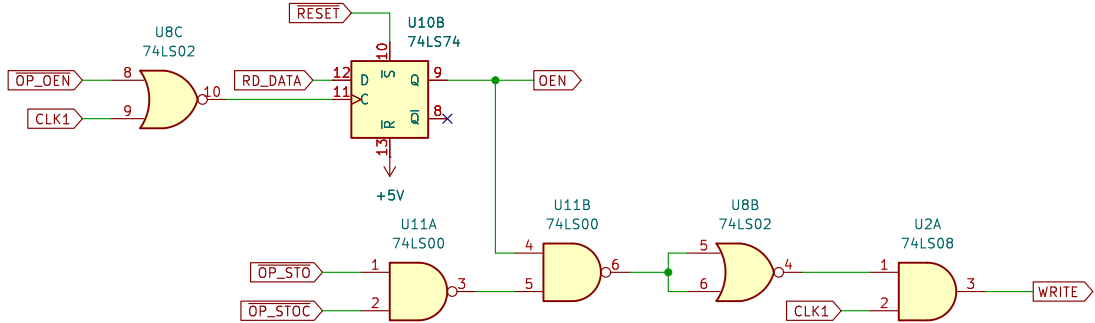 RESET
U10B
74LS74
U8C
74LS02
10
OP_OEN
8
RD_DATA
12
D
S
Q
9
OEN
10
11
C
CLK1
9
Q
8
R
13
+5V
U11A
74LS00
U11B
74LS00
U8B
74LS02
U2A
74LS08
4
5
6
5
6
4
OP_STO
1
3
OP_STOC
2
1
CLK1
2
3
WRITE